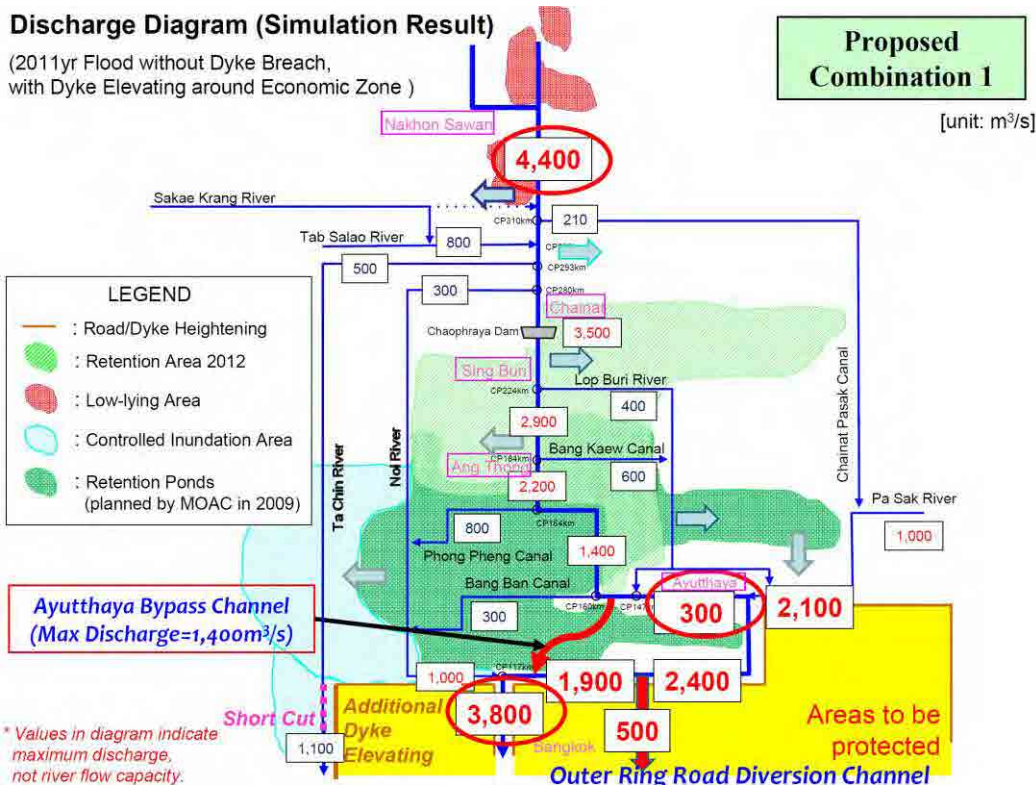 Discharge Diagram (Simulation Result)
(2011yr Flood without Dyke Breach,
with Dyke Elevating around Economic Zone )
Proposed
Combination 1
[unit: m³/s]
Nakhon Sawan
4,400
Sakae Krang River
CP310km
210
Tab Salao River
800
500
CP293km
300
CP280km
LEGEND
: Road/Dyke Heightening
: Retention Area 2012
: Low-lying Area
: Controlled Inundation Area
: Retention Ponds
(planned by MOAC in 2009)
Chainat
Chaophraya Dam
3,500
Sing Buri
Lop Buri River
CP224km
400
2,900
Bang Kaew Canal
CP184km
Ang Thong
600
2,200
Chainat Pasak Canal
Noi River
Ta Chin River
Pa Sak River
1,000
800
CP164km
Phong Pheng Canal
1,400
Bang Ban Canal
Ayutthaya
300
CP160km
CP147
300
2,100
Ayutthaya Bypass Channel
(Max Discharge=1,400m³/s)
1,000
CP117km
1,900
2,400
Short Cut
Additional
Dyke
Elevating
3,800
500
Areas to be
protected
Bangkok
1,100
Outer Ring Road Diversion Channel
* Values in diagram indicate
maximum discharge,
not river flow capacity.